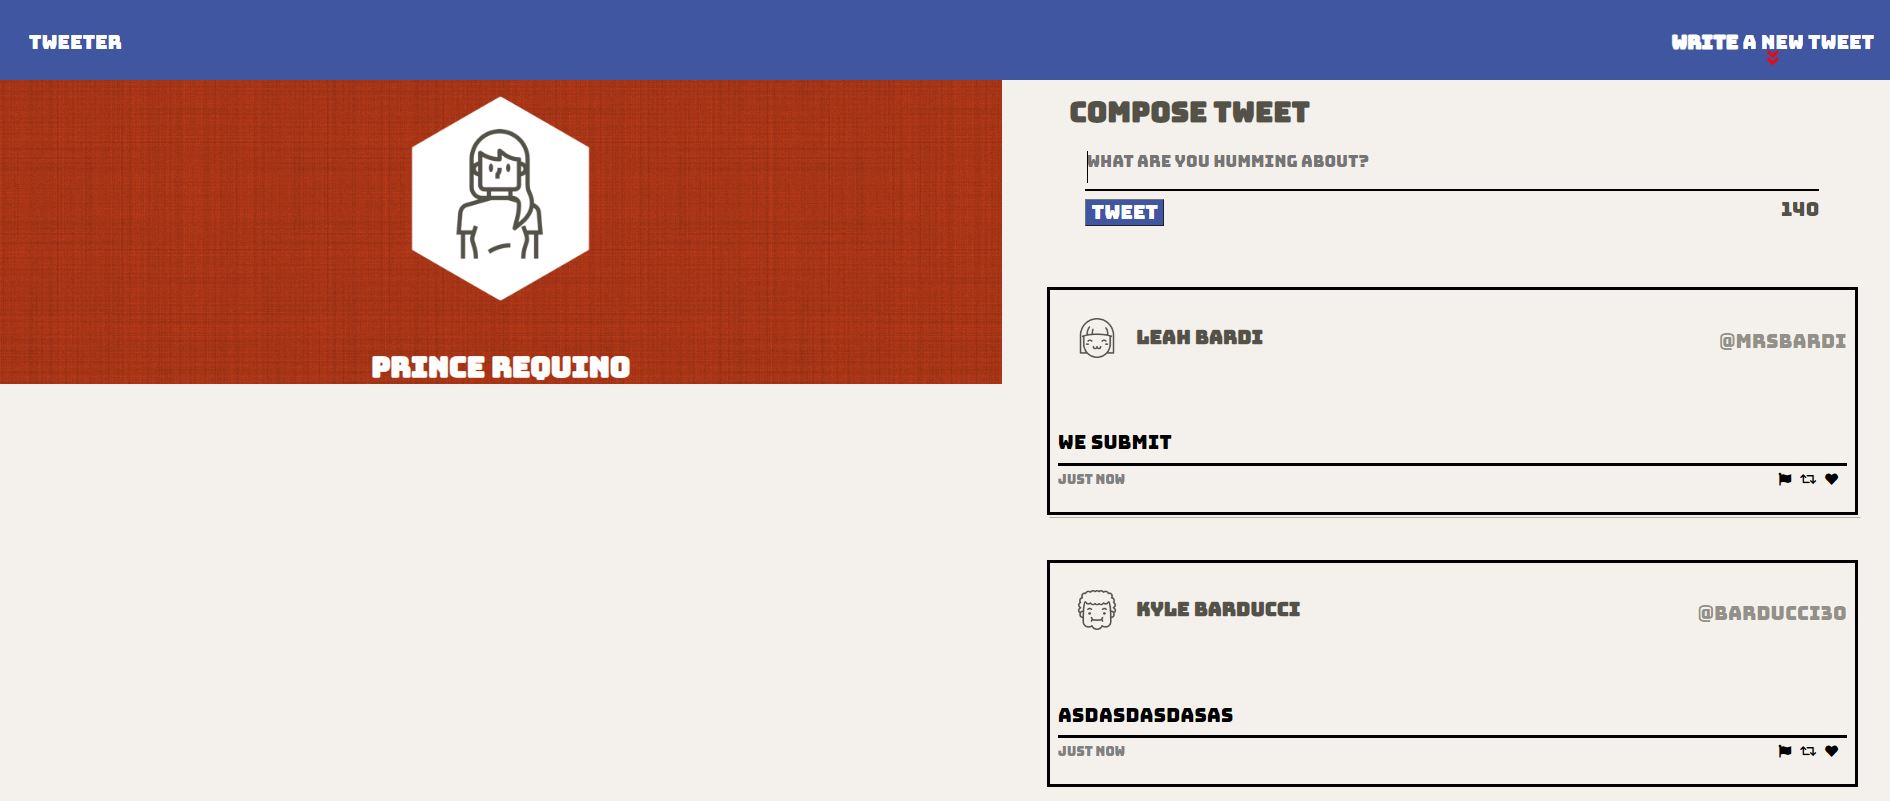 TWEETER
WRITE A NEW TWEET
PRINCE REQUINO
COMPOSE TWEET
WHAT ARE YOU HUMMING ABOUT?
TWEET
140
LEAH BARDI
@MRSBARDI
WE SUBMIT
JUST NOW
KYLE BARDUCCI
@BARDUCCI30
ASDASDASDASAS
JUST NOW